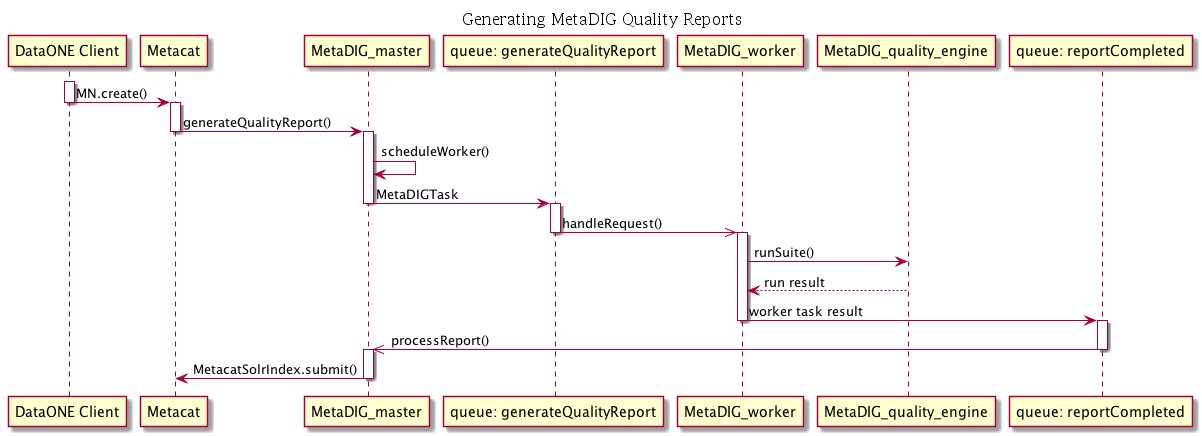 Generating MetaDIG Quality Reports
DataONE Client
Metacat
MetaDIG_master
queue: generateQualityReport
MetaDIG_worker
MetaDIG_quality_engine
queue: reportCompleted
MN.create()
generateQualityReport()
scheduleWorker()
MetaDIGTask
handleRequest()
runSuite()
run result
worker task result
processReport()
MetacatSolrIndex.submit()
DataONE Client
Metacat
MetaDIG_master
queue: generateQualityReport
MetaDIG_worker
MetaDIG_quality_engine
queue: reportCompleted